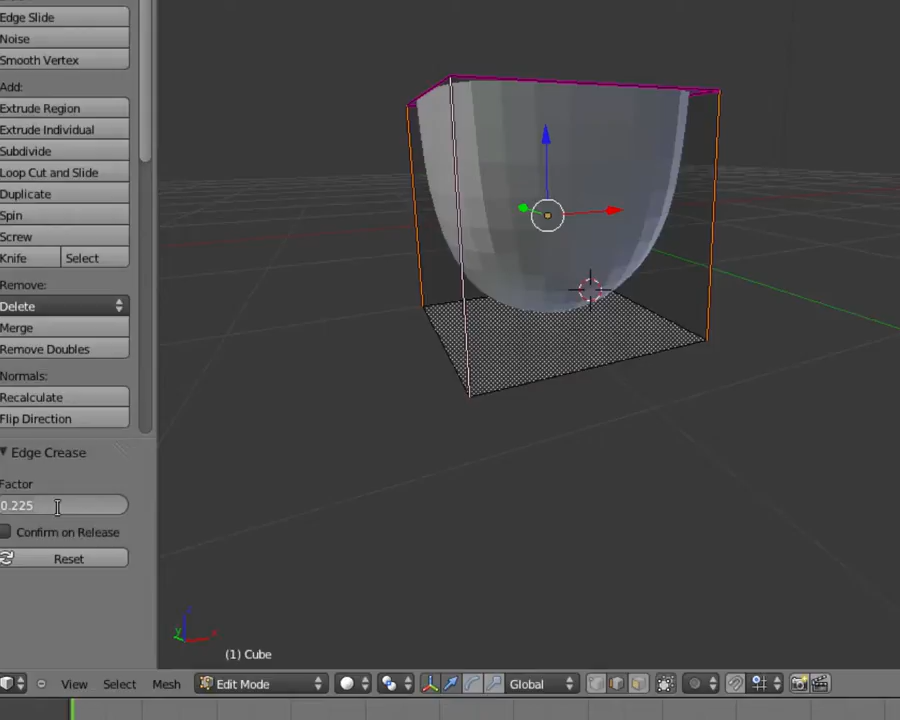 Edge Slide
Noise
Smooth Vertex
Add:
Extrude Region
Extrude Individual
Subdivide
Loop Cut and Slide
Duplicate
Spin
Screw
Knife Select
Remove:
Delete
Merge
Remove Doubles
Normals:
Recalculate
Flip Direction
Edge Crease
Factor
0.225
Confirm on Release
Reset
y x
(1) Cube
View Select Mesh Edit Mode Global